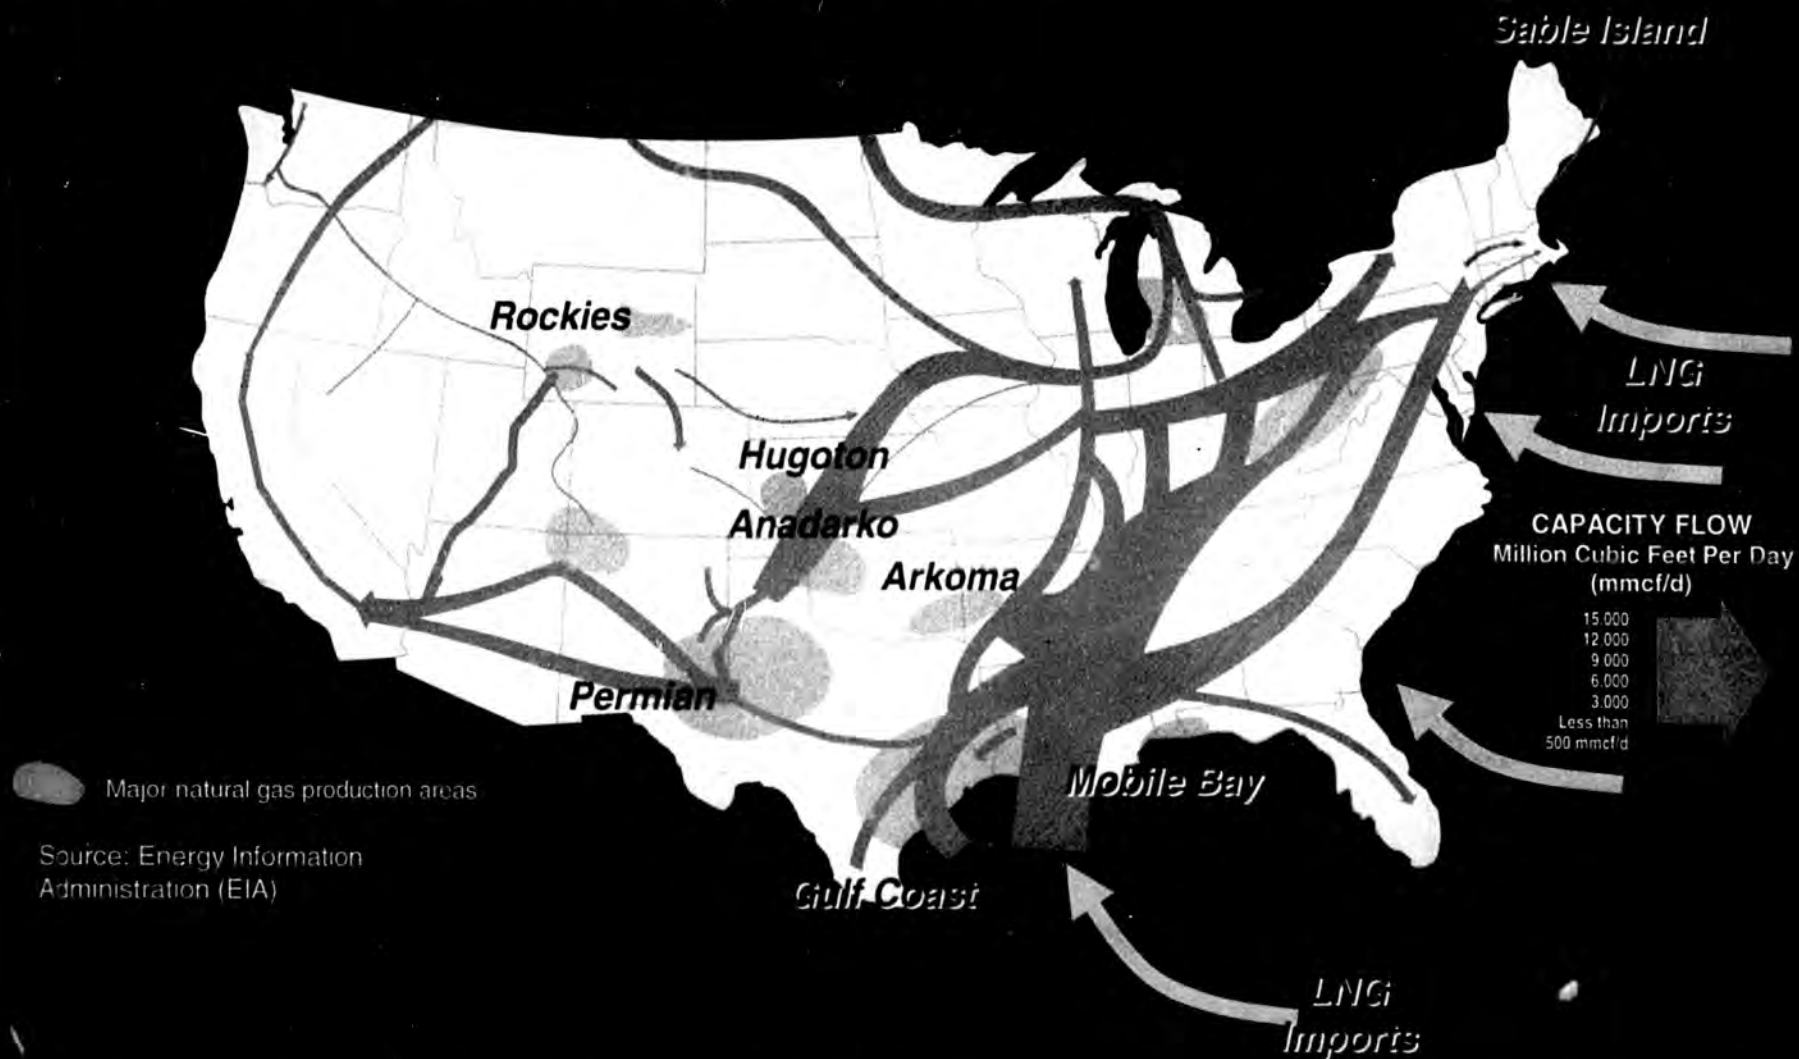 Sable Island
Rockies
LNG
Imports
Hugoton
Anadarko
Arkoma
CAPACITY FLOW
Million Cubic Feet Per Day
(mmcf/d)
15.000
12.000
9.000
6.000
3.000
Less than
500 mmcf/d
Permian
Mobile Bay
Major natural gas production areas
Source: Energy Information
Administration (EIA)
Gulf Coast
LNG
Imports